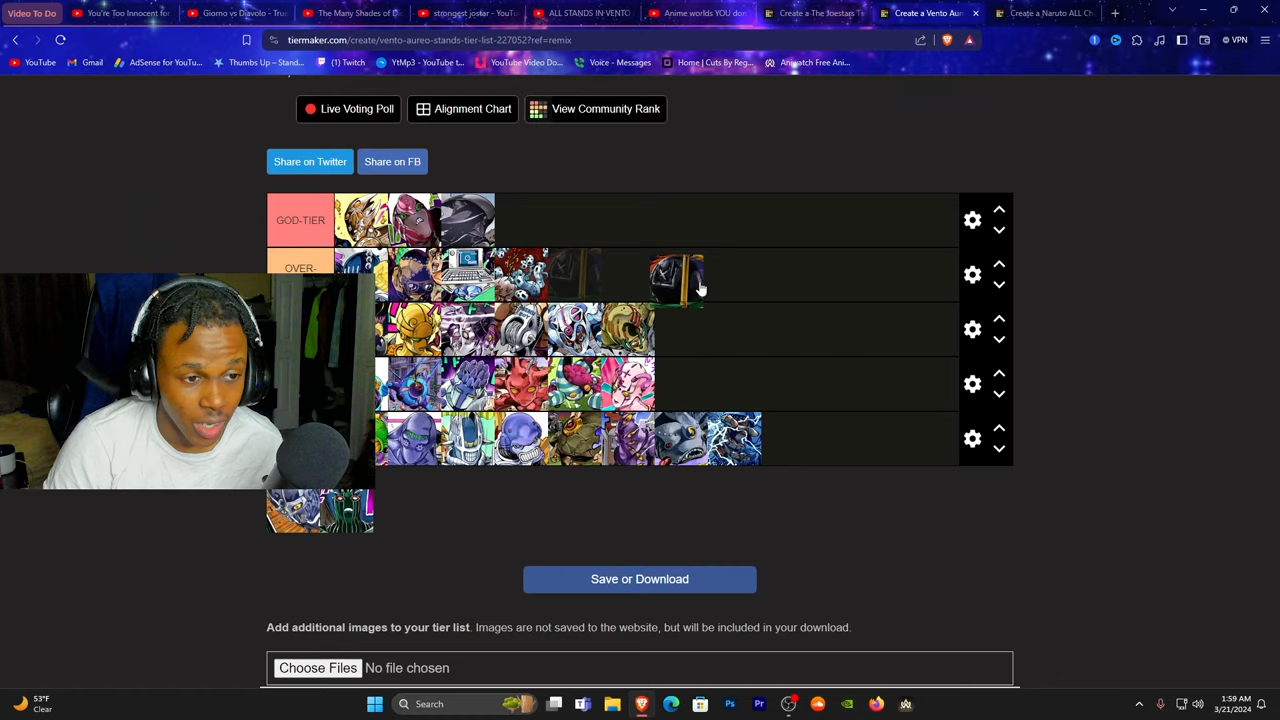 Video To Do
You're Too Innocent for
Giorno vs Diavolo - True
The Many Shades of D
strongest jostar - YouTu
ALL STANDS IN VENTO
Anime worlds YOU don
Create a The Joestars Ti
Create a Vento Aur
Create a Naruto ALL Ch
tiermaker.com/create/vento-aureo-stands-tier-list-227052?ref=remix
VPN
YouTube
Gmail
AdSense for YouTu...
Thumbs Up – Stand...
(1) Twitch
YtMp3 - YouTube t...
YouTube Video Do...
Voice - Messages
Home | Cuts By Reg...
Aniwatch Free Ani...
Live Voting Poll
Alignment Chart
View Community Rank
Share on Twitter
Share on FB
GOD-TIER
OVER-
Save or Download
Add additional images to your tier list. Images are not saved to the website, but will be included in your download.
Choose Files No file chosen
53°F
Clear
Search
Ps
Pr
1:59 AM
3/21/2024